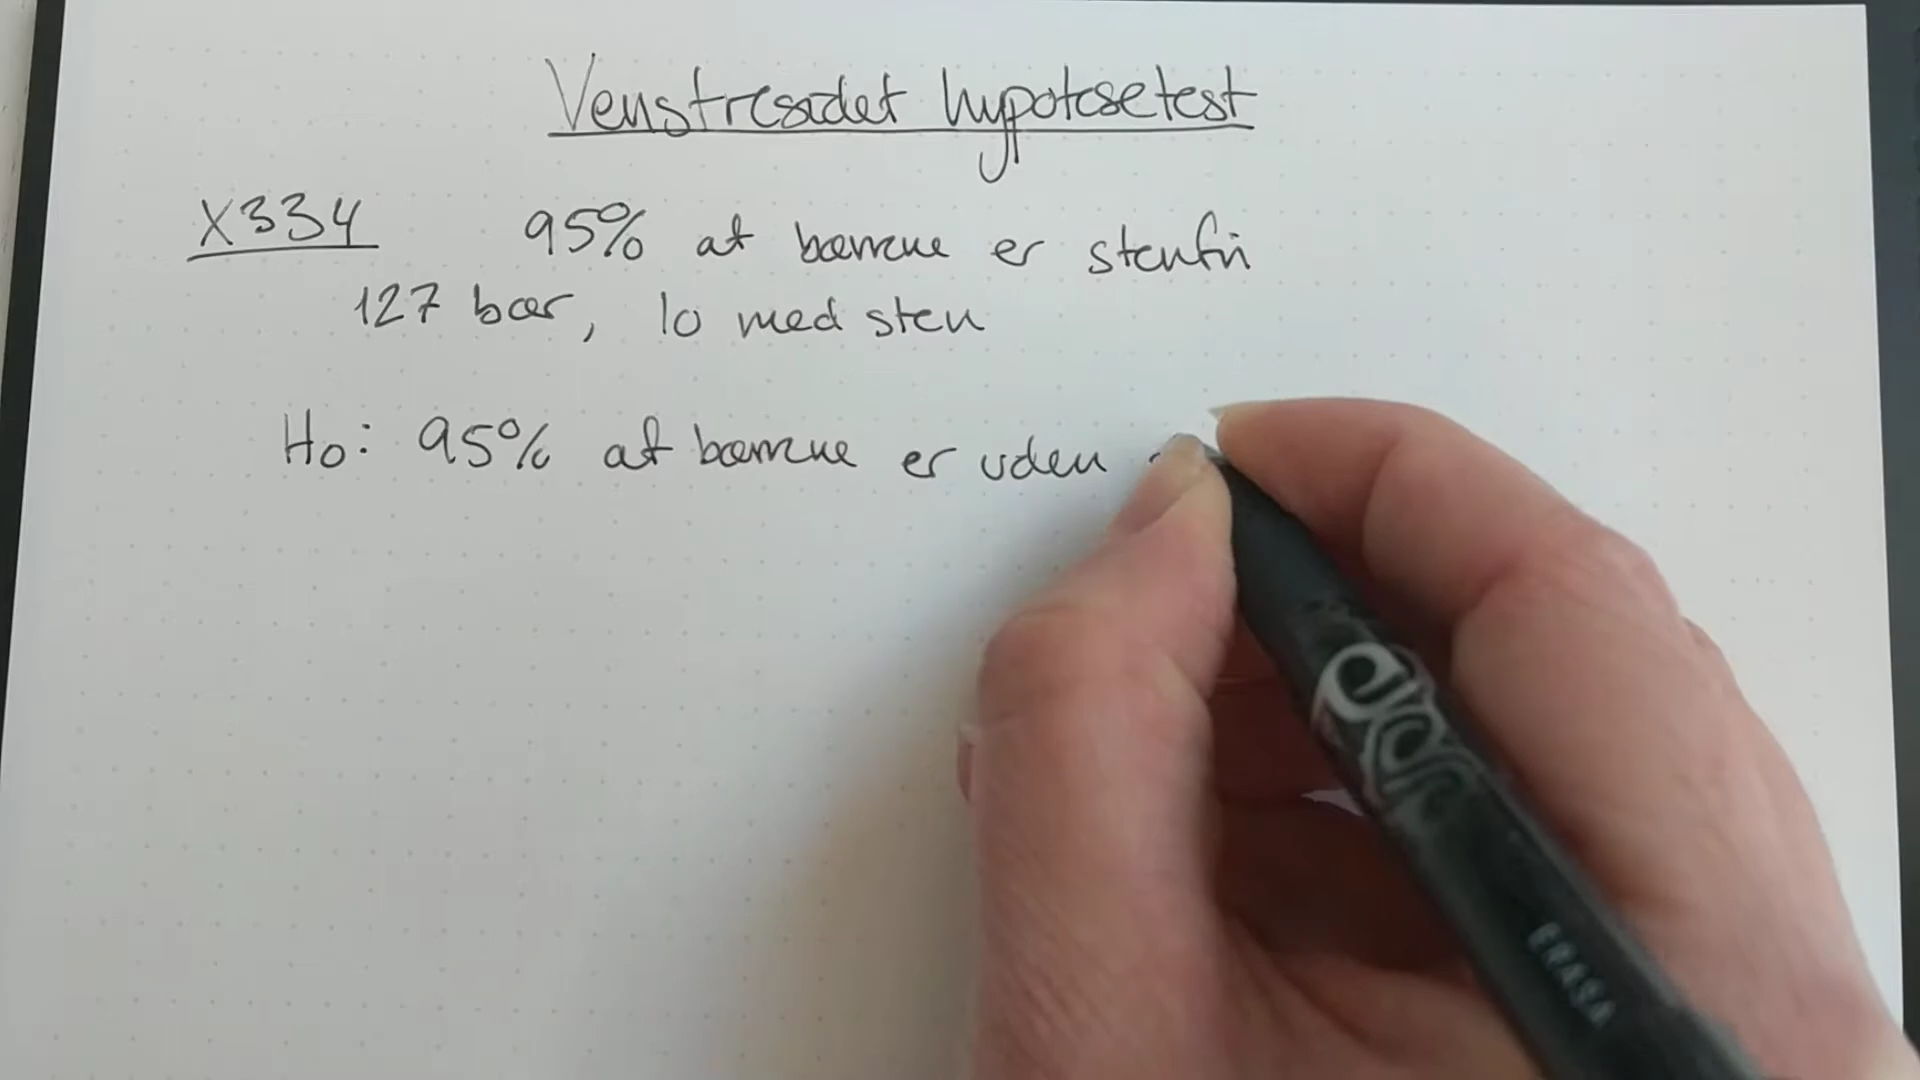 Venstresidet hypotesetest
X334 95% af bærrene er stenfri
127 bær, 10 med sten
H0: 95% af bærrene er uden
ERASA